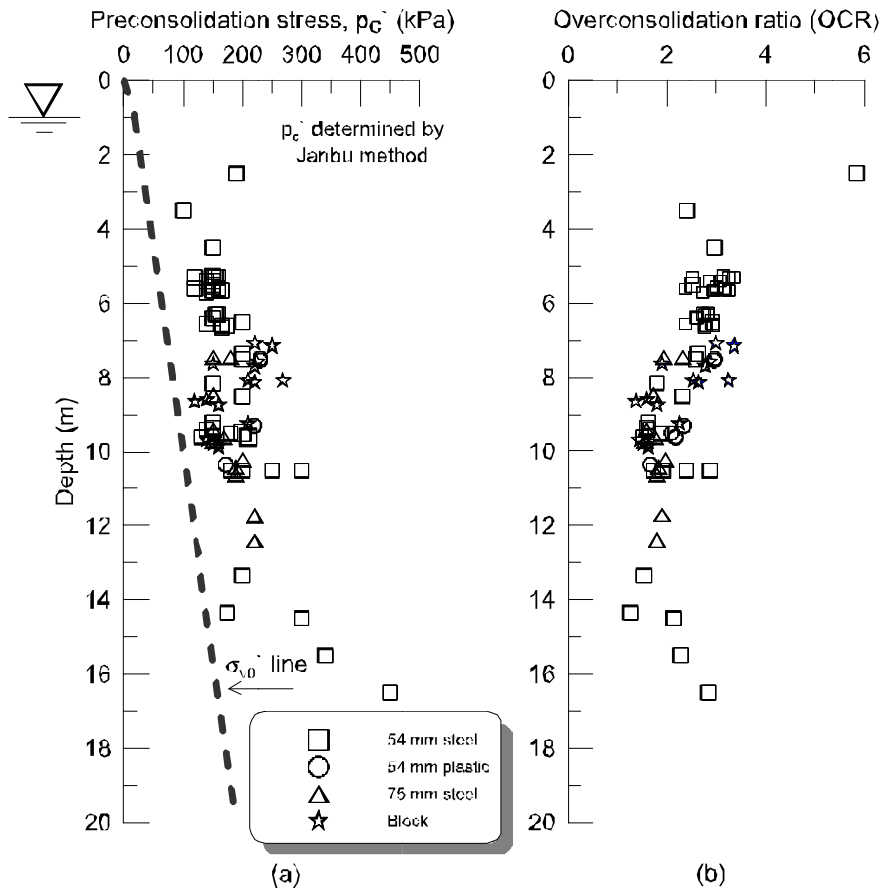 Preconsolidation stress, pc` (kPa)
0 100 200 300 400 500
Overconsolidation ratio (OCR)
0 2 4 6
pc` determined by
Janbu method
0
2
4
6
8
10
12
14
16
18
20
Depth (m)
σv0` line
54 mm steel
54 mm plastic
75 mm steel
Block
(a)
0
2
4
6
8
10
12
14
16
18
20
(b)